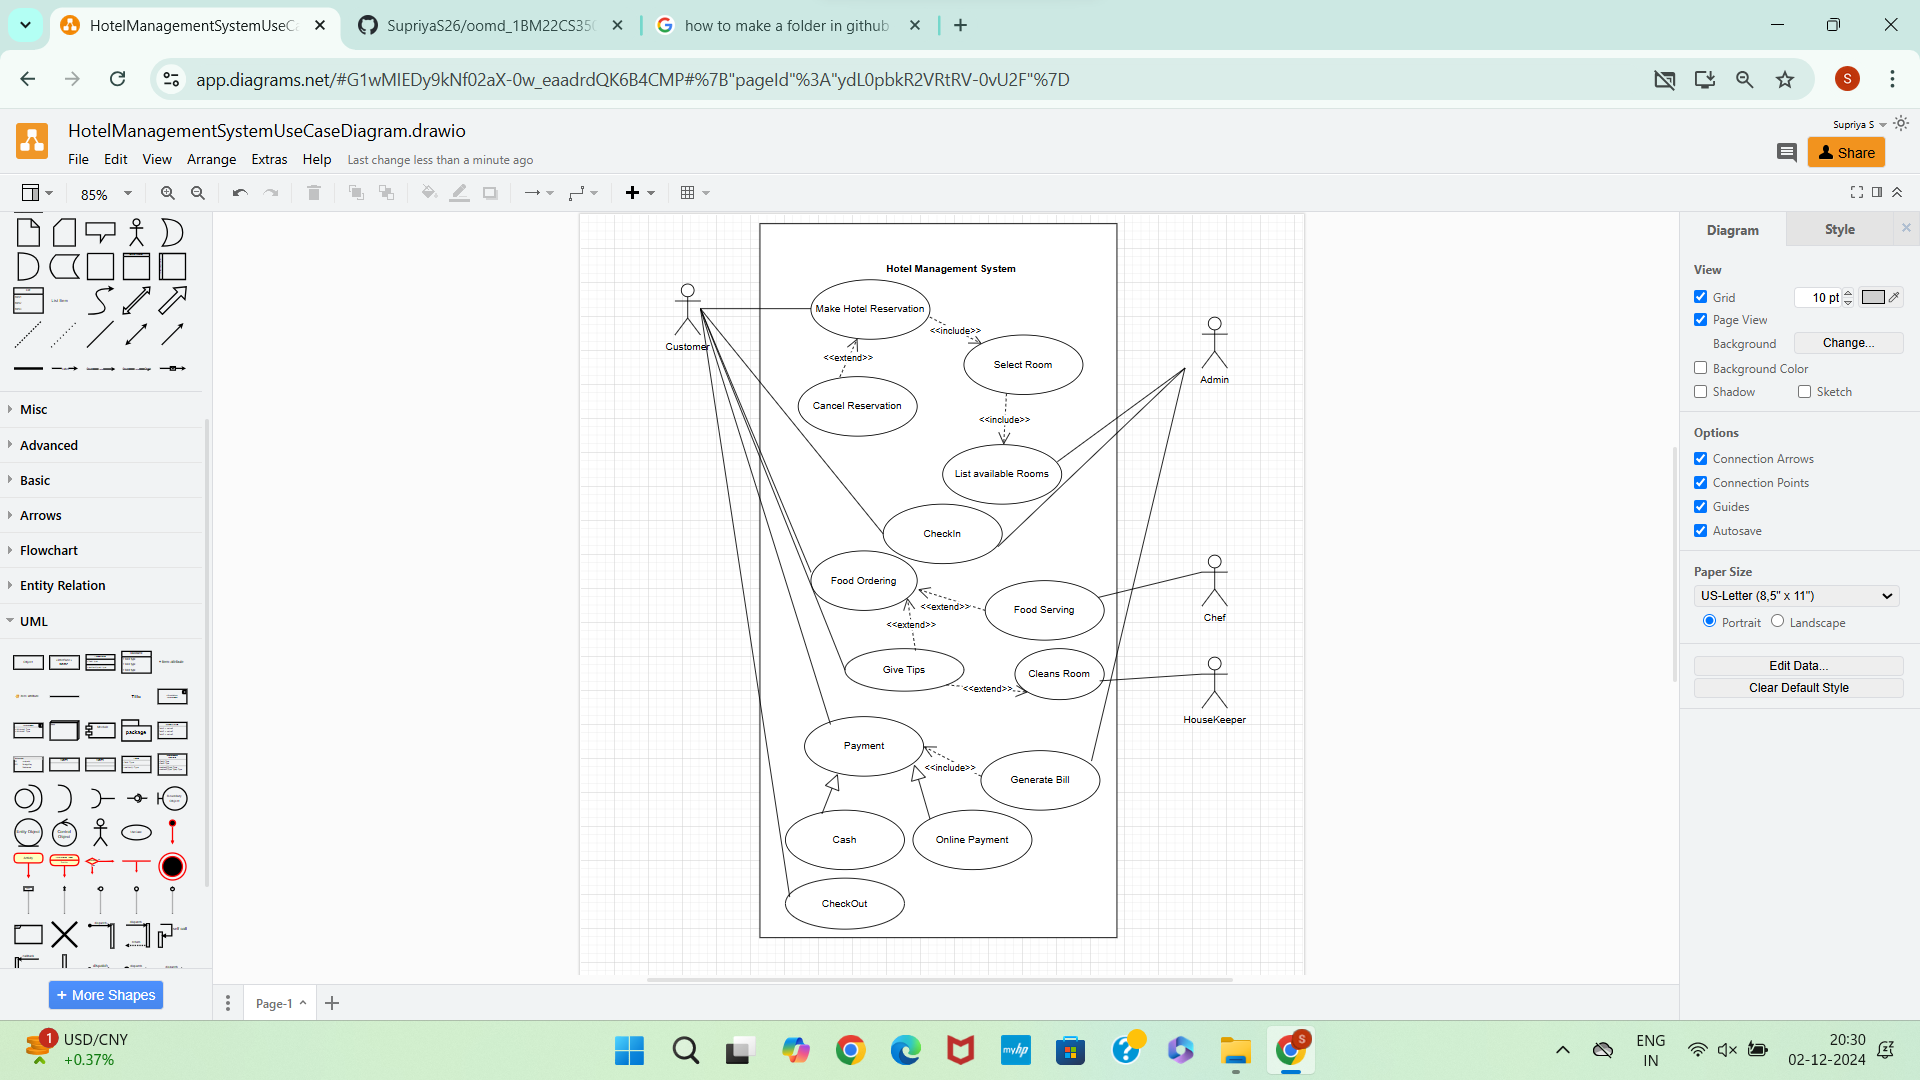 HotelManagementSystemUseCa
SupriyaS26/oomd_1BM22CS35
how to make a folder in github
app.diagrams.net/#G1wMIEDy9kNf02aX-0w_eaadrdQK6B4CMP#%7B"pageId"%3A"ydL0pbkR2VRtRV-0vU2F"%7D
S
HotelManagementSystemUseCaseDiagram.drawio
Supriya S
File Edit View Arrange Extras Help Last change less than a minute ago
Share
85%
Misc
Advanced
Basic
Arrows
Flowchart
Entity Relation
UML
package
Title
+ More Shapes
Hotel Management System
Make Hotel Reservation
<<include>>
Customer
<<extend>>
Select Room
Admin
Cancel Reservation
<<include>>
List available Rooms
CheckIn
Food Ordering
<<extend>>
Food Serving
Chef
<<extend>>
Give Tips
Cleans Room
<<extend>>
HouseKeeper
Payment
<<include>>
Generate Bill
Cash
Online Payment
CheckOut
Page-1
Diagram
Style
View
Grid
10 pt
Page View
Background
Change...
Background Color
Shadow
Sketch
Options
Connection Arrows
Connection Points
Guides
Autosave
Paper Size
US-Letter (8,5" x 11")
Portrait
Landscape
Edit Data...
Clear Default Style
1
USD/CNY
+0.37%
myhp
S
ENG
IN
20:30
02-12-2024